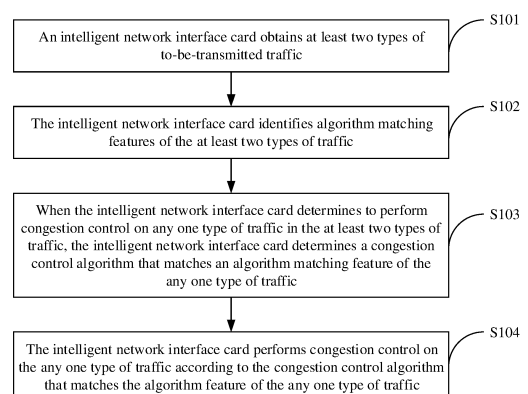 An intelligent network interface card obtains at least two types of
to-be-transmitted traffic
S101
The intelligent network interface card identifies algorithm matching
features of the at least two types of traffic
S102
When the intelligent network interface card determines to perform
congestion control on any one type of traffic in the at least two types of
traffic, the intelligent network interface card determines a congestion
control algorithm that matches an algorithm matching feature of the
any one type of traffic
S103
The intelligent network interface card performs congestion control on
the any one type of traffic according to the congestion control algorithm
that matches the algorithm feature of the any one type of traffic
S104